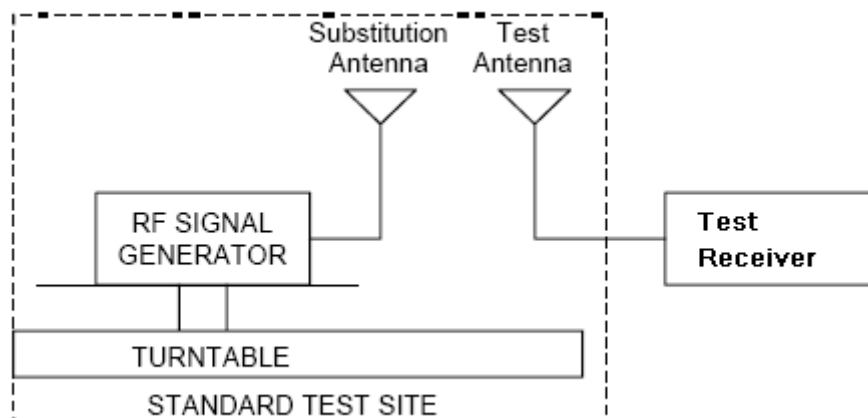 Substitution
Antenna
Test
Antenna
RF SIGNAL
GENERATOR
Test
Receiver
TURNTABLE
STANDARD TEST SITE